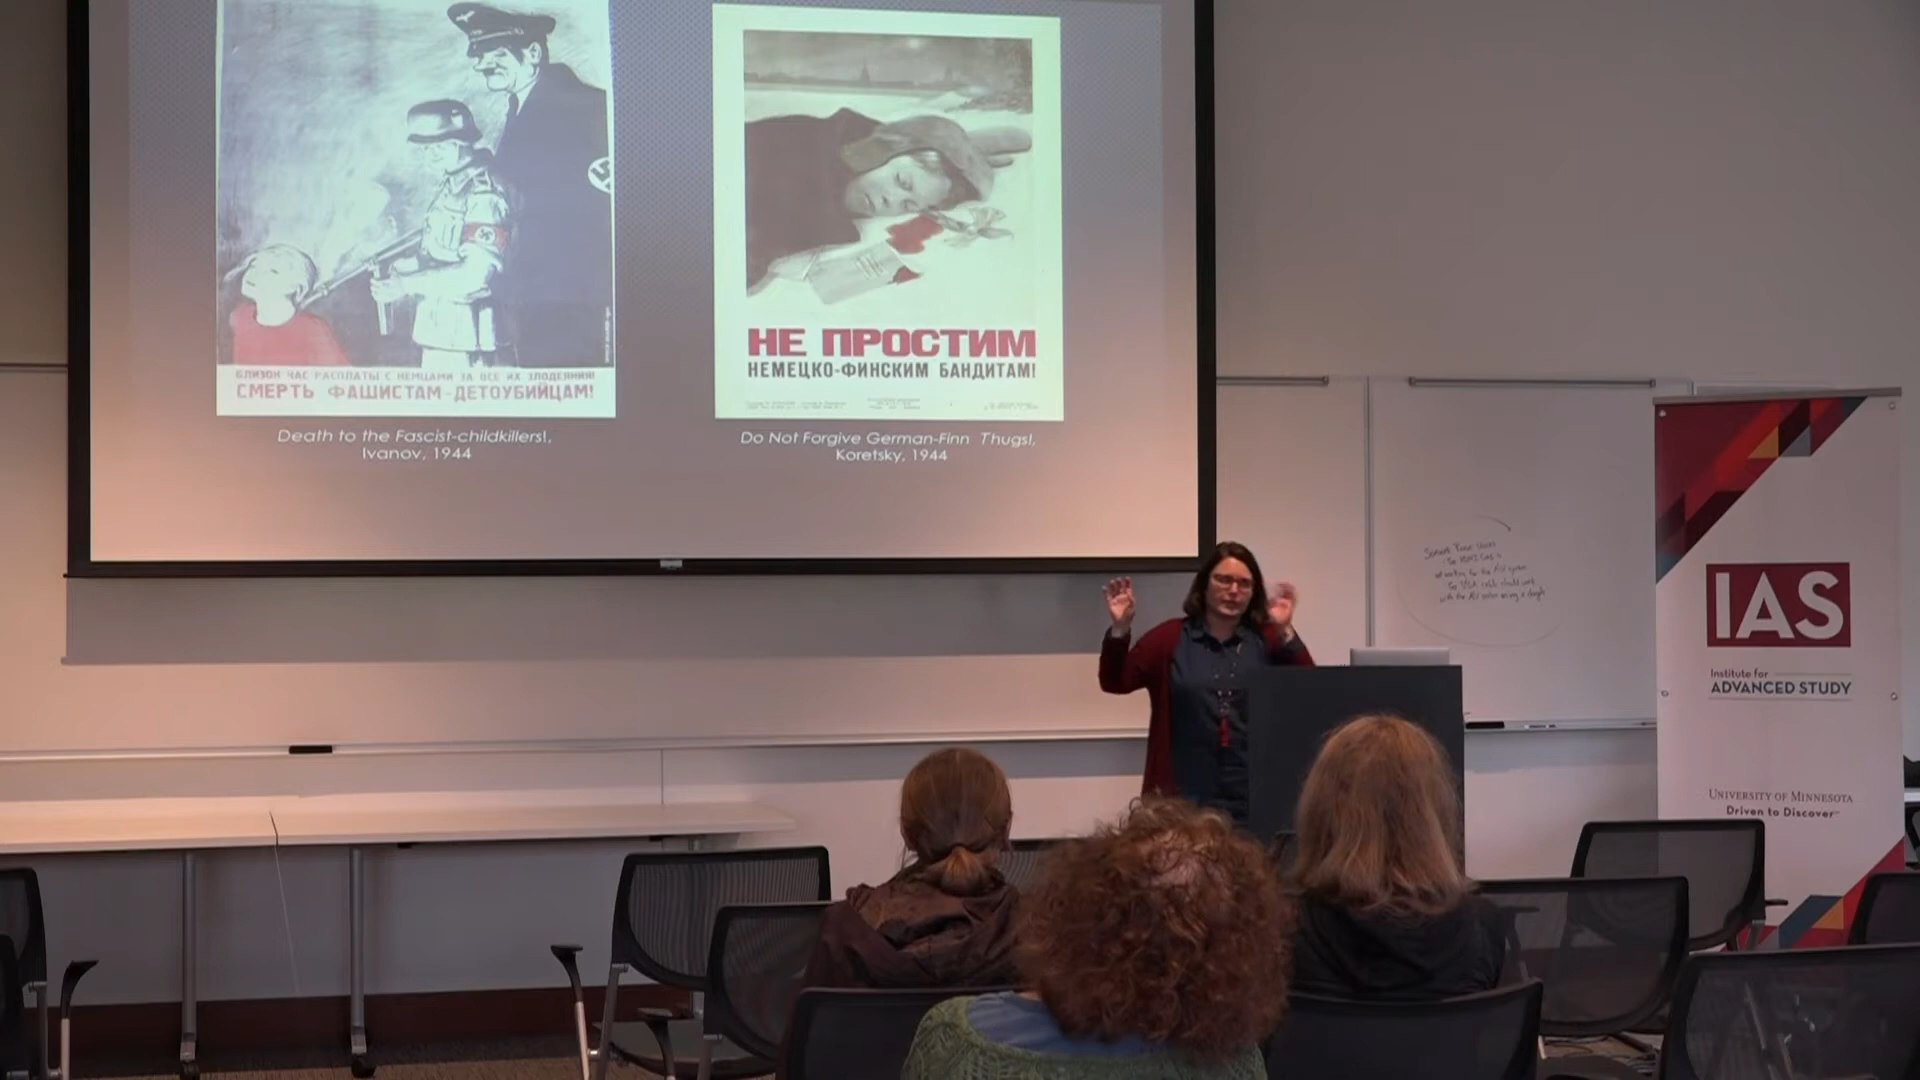 БЛИЗОК ЧАС РАСПЛАТЫ С НЕМЦАМИ ЗА ВСЕ ИХ ЗЛОДЕЯНИЯ!
СМЕРТЬ ФАШИСТАМ-ДЕТОУБИЙЦАМ!
Death to the Fascist-childkillers!,
Ivanov, 1944
НЕ ПРОСТИМ
НЕМЕЦКО-ФИНСКИМ БАНДИТАМ!
Do Not Forgive German-Finn Thugs!,
Koretsky, 1944
IAS
Institute for
ADVANCED STUDY
UNIVERSITY OF MINNESOTA
Driven to Discover℠